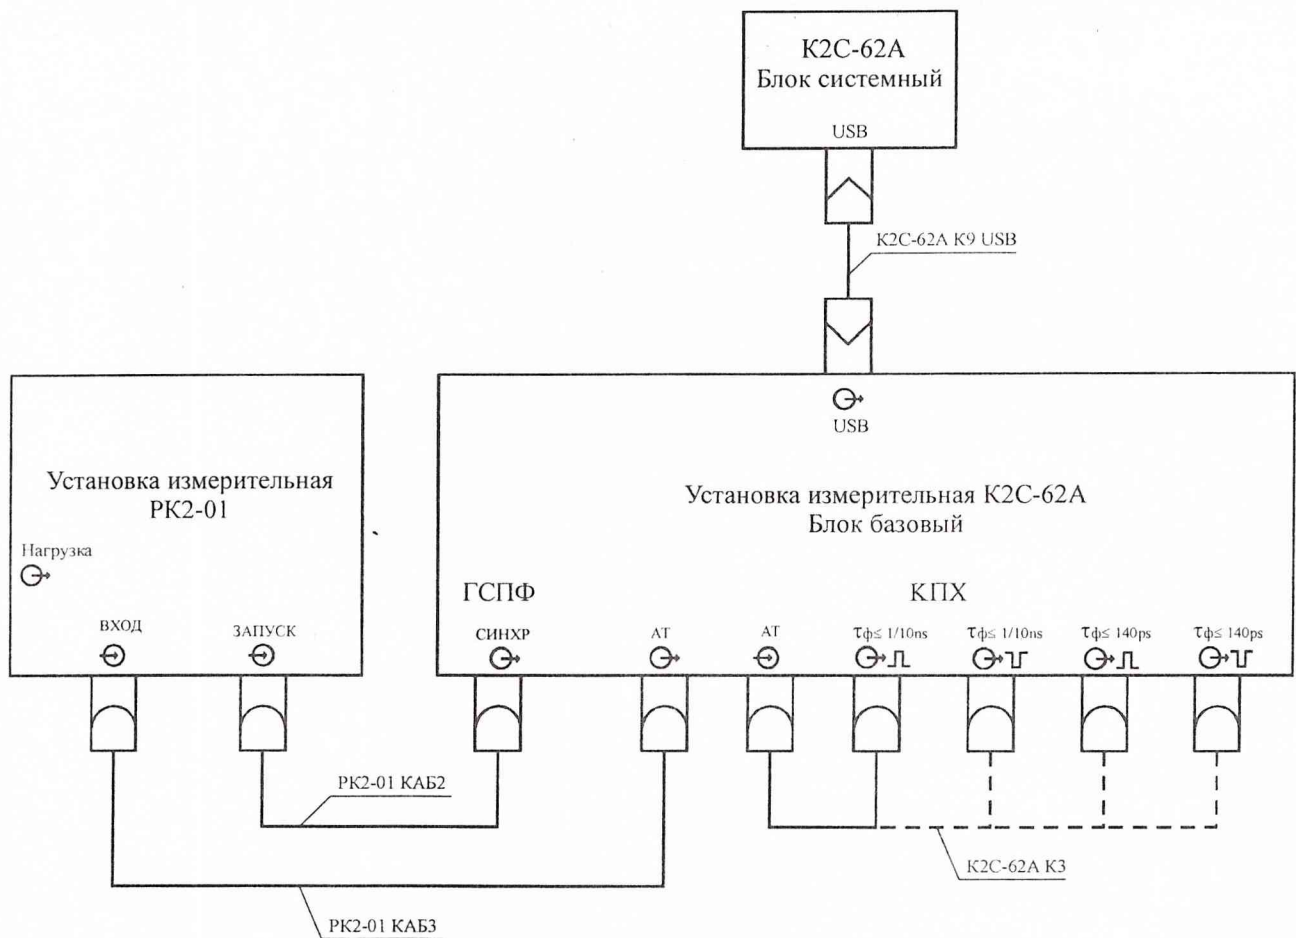 К2С-62А
Блок системный
USB
К2С-62А К9 USB
USB
Установка измерительная
РК2-01
Установка измерительная К2С-62А
Блок базовый
Нагрузка
ГСПФ
КПХ
ВХОД
ЗАПУСК
СИНХР
АТ
АТ
τф≤ 1/10ns
τф≤ 1/10ns
τф≤ 140ps
τф≤ 140ps
РК2-01 КАБ2
К2С-62А К3
РК2-01 КАБ3